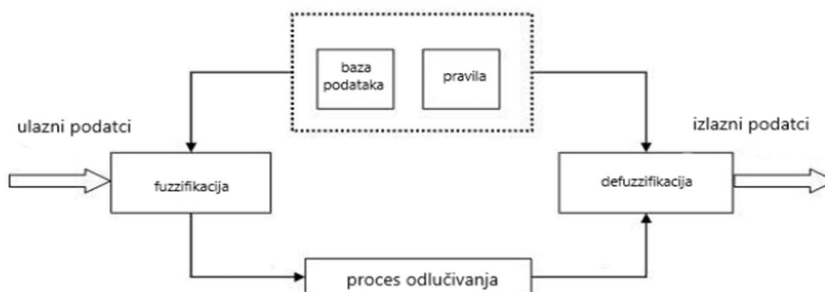 baza
podataka
pravila
ulazni podatci
izlazni podatci
fuzzifikacija
defuzzifikacija
proces odlučivanja